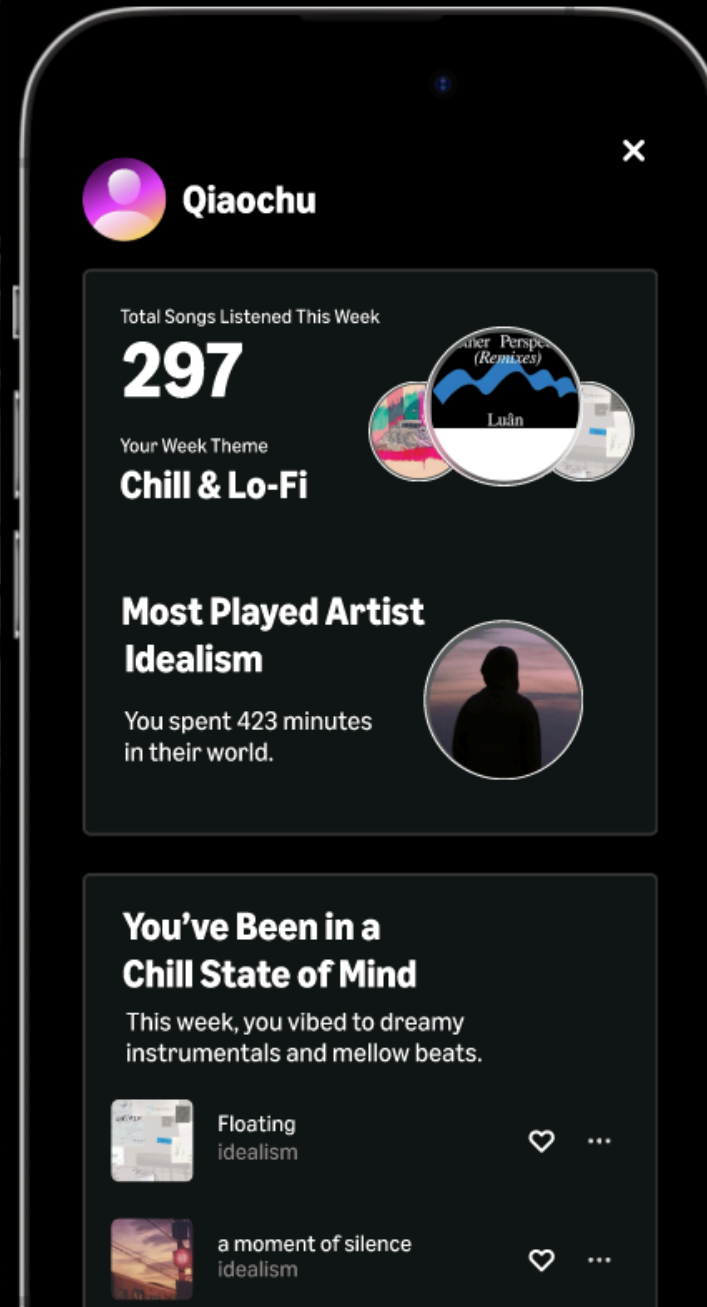 Qiaochu
Total Songs Listened This Week
297
Your Week Theme
Chill & Lo-Fi
(Remixes)
Luân
Most Played Artist
Idealism
You spent 423 minutes
in their world.
You’ve Been in a
Chill State of Mind
This week, you vibed to dreamy
instrumentals and mellow beats.
Floating
idealism
a moment of silence
idealism